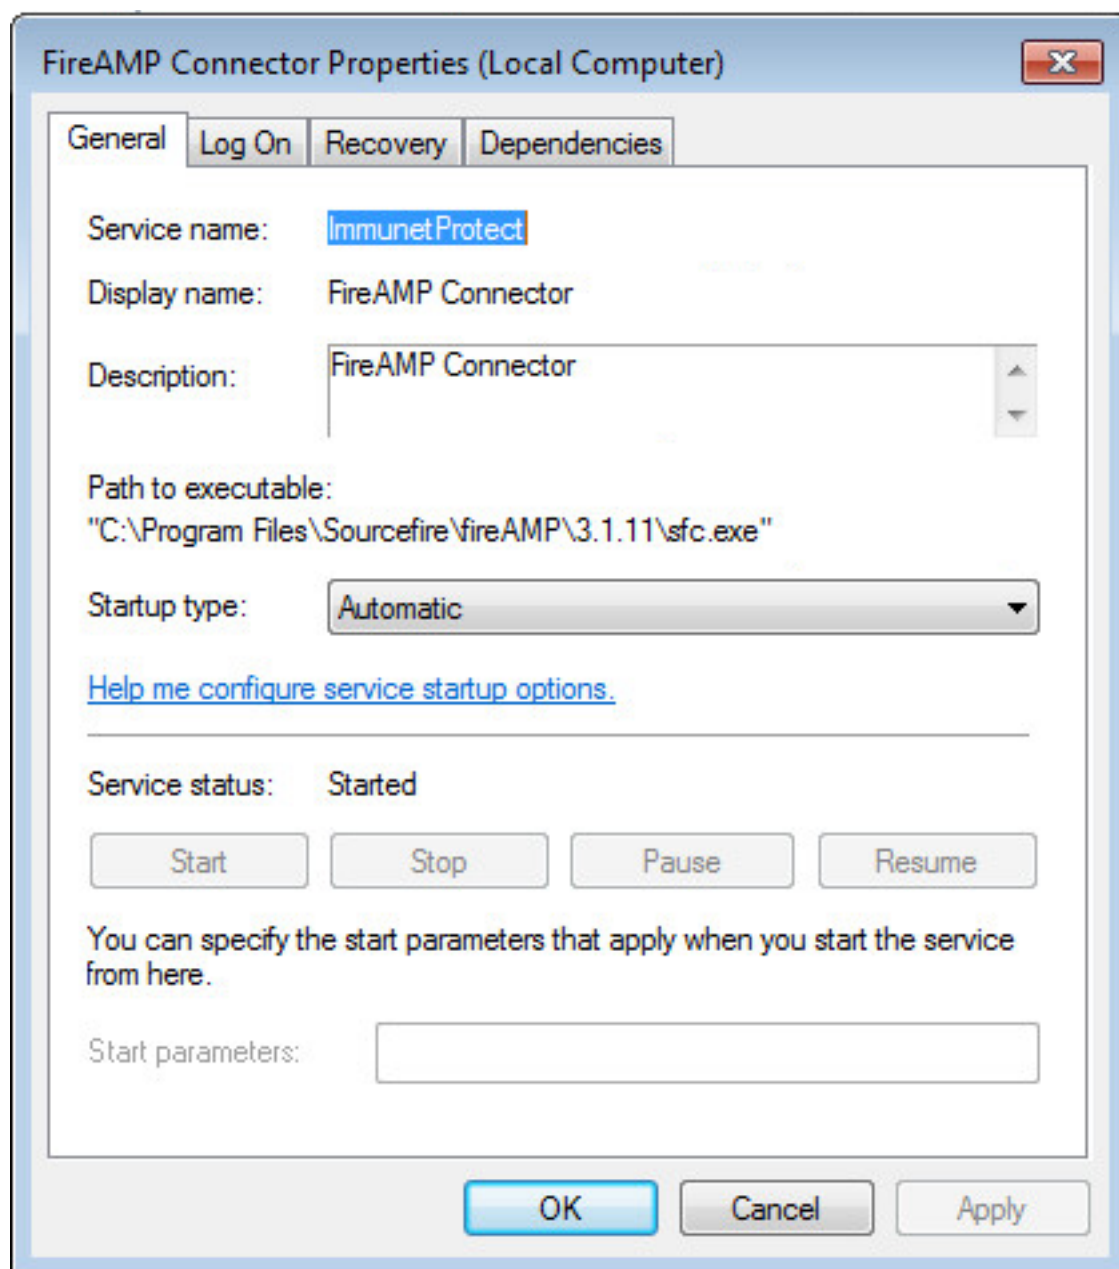 FireAMP Connector Properties (Local Computer)
General Log On Recovery Dependencies
Service name: ImmunetProtect
Display name: FireAMP Connector
Description: FireAMP Connector
Path to executable:
"C:\Program Files\Sourcefire\fireAMP\3.1.11\sfc.exe"
Startup type: Automatic
Help me configure service startup options.
Service status: Started
Start Stop Pause Resume
You can specify the start parameters that apply when you start the service
from here.
Start parameters:
OK Cancel Apply